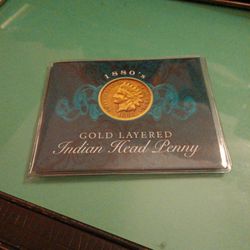 1880's
GOLD LAYERED
Indian Head Penny